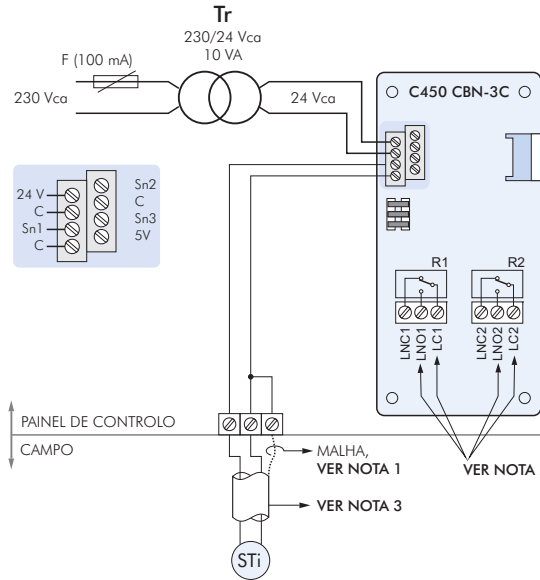 Tr
230/24 Vca
10 VA
F (100 mA)
230 Vca
24 Vca
C450 CBN-3C
24 V
C
Sn1
C
Sn2
C
Sn3
5V
R1
R2
LNC1
LNO1
LC1
LNC2
LNO2
LC2
PAINEL DE CONTROLO
CAMPO
MALHA,
VER NOTA 1
VER NOTA
VER NOTA 3
STi